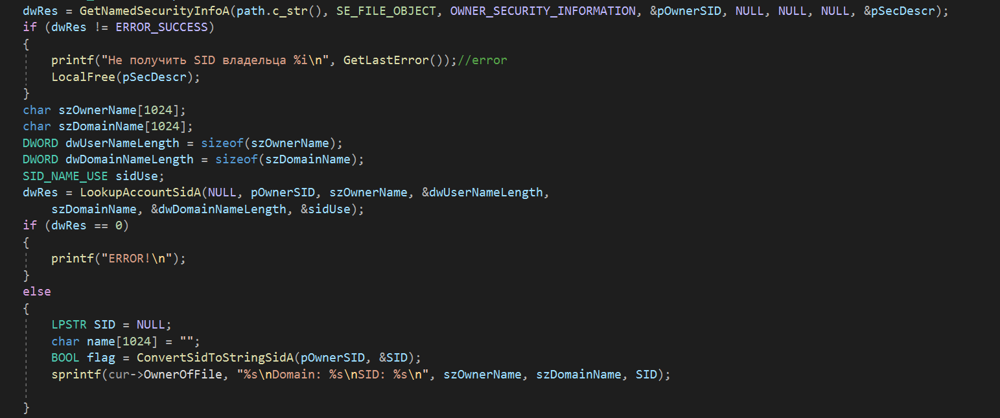 dwRes = GetNamedSecurityInfoA(path.c_str(), SE_FILE_OBJECT, OWNER_SECURITY_INFORMATION, &pOwnerSID, NULL, NULL, NULL, &pSecDescr);
if (dwRes != ERROR_SUCCESS)
{
    printf("Не получить SID владельца %i\n", GetLastError());//error
    LocalFree(pSecDescr);
}
char szOwnerName[1024];
char szDomainName[1024];
DWORD dwUserNameLength = sizeof(szOwnerName);
DWORD dwDomainNameLength = sizeof(szDomainName);
SID_NAME_USE sidUse;
dwRes = LookupAccountSidA(NULL, pOwnerSID, szOwnerName, &dwUserNameLength,
    szDomainName, &dwDomainNameLength, &sidUse);
if (dwRes == 0)
{
    printf("ERROR!\n");
}
else
{
    LPSTR SID = NULL;
    char name[1024] = "";
    BOOL flag = ConvertSidToStringSidA(pOwnerSID, &SID);
    sprintf(cur->OwnerOfFile, "%s\nDomain: %s\nSID: %s\n", szOwnerName, szDomainName, SID);
}